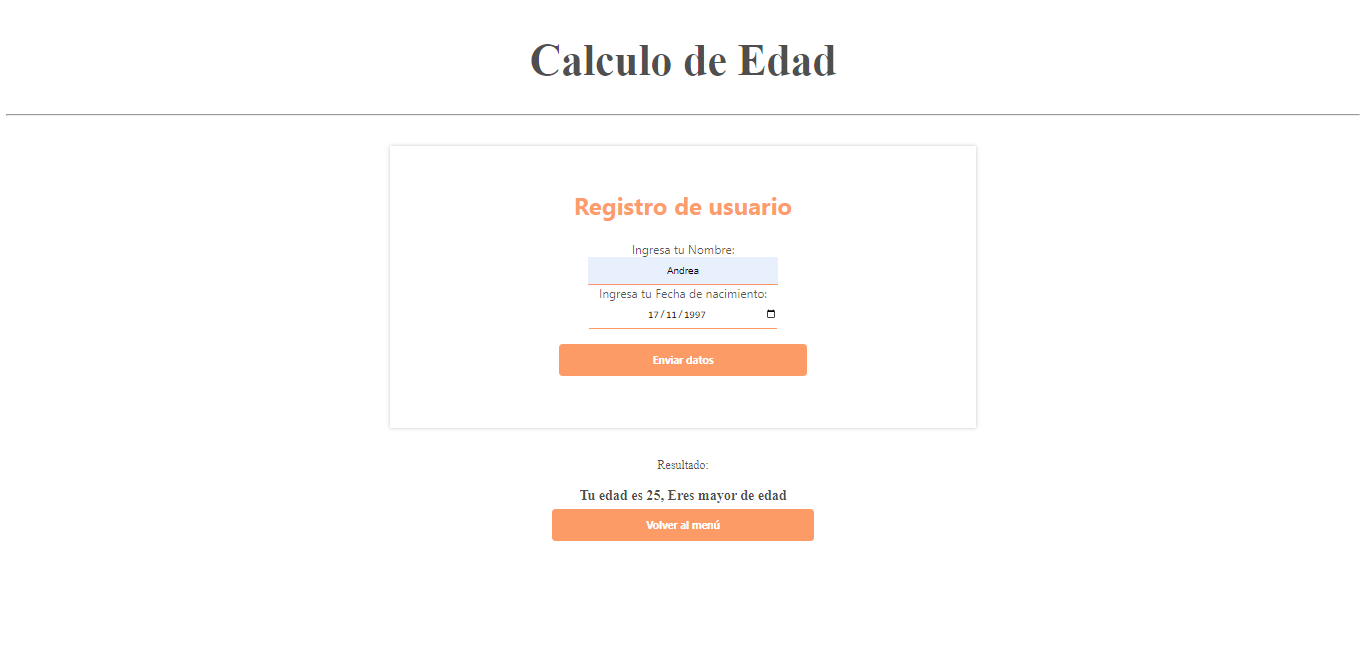 Calculo de Edad
Registro de usuario
Ingresa tu Nombre:
Andrea
Ingresa tu Fecha de nacimiento:
17/11/1997
Enviar datos
Resultado:
Tu edad es 25, Eres mayor de edad
Volver al menú